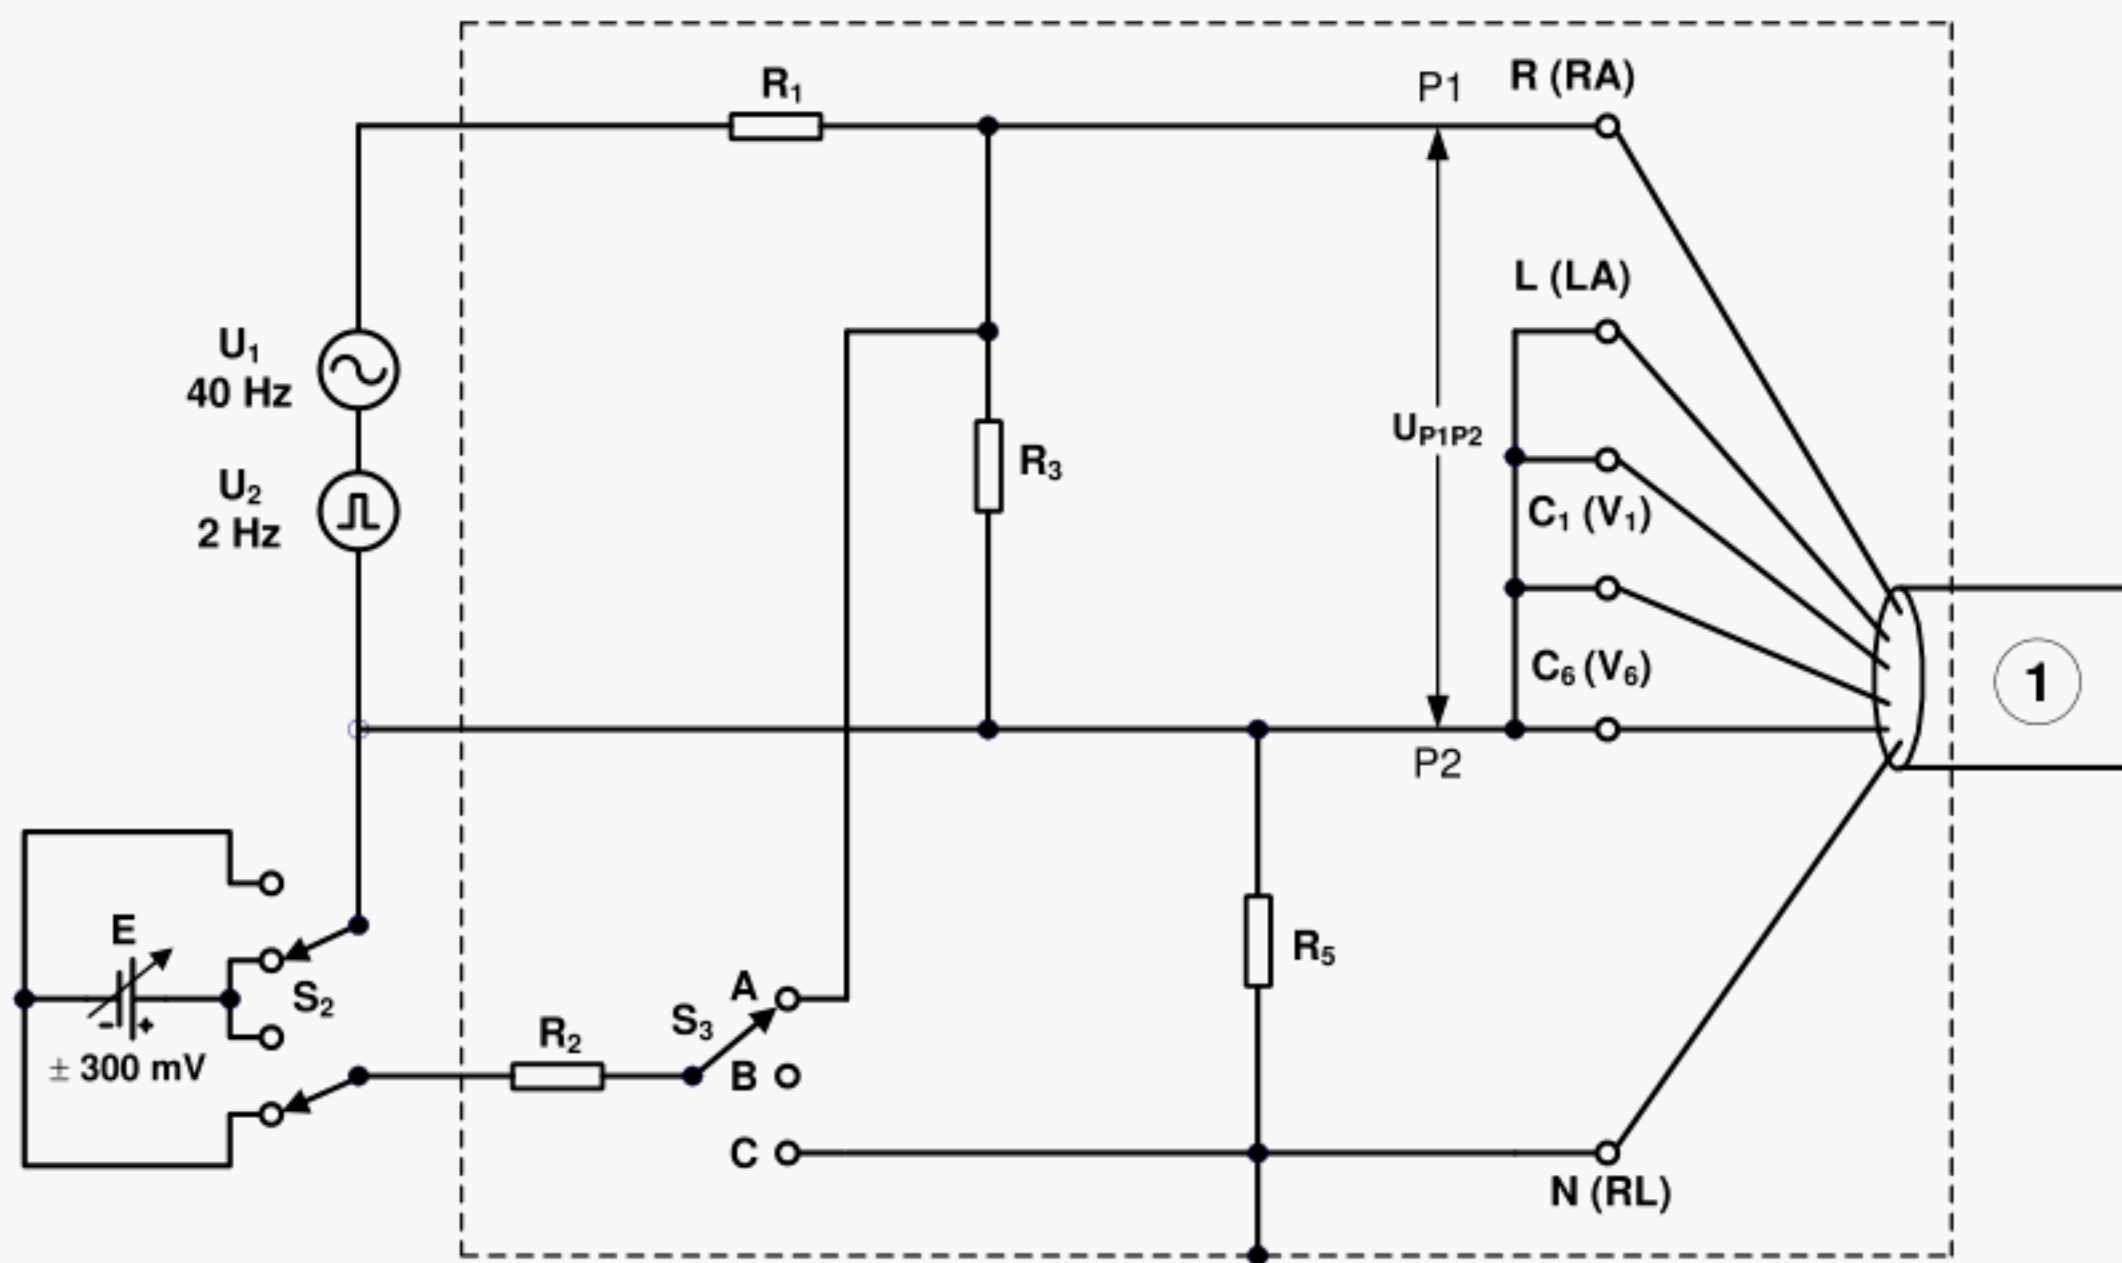 R₁
P1
R (RA)
L (LA)
U₁
40 Hz
U_P1P2
R₃
U₂
2 Hz
C₁ (V₁)
C₆ (V₆)
1
P2
E
- +
± 300 mV
S₂
R₂
S₃
A
B
C
R₅
N (RL)